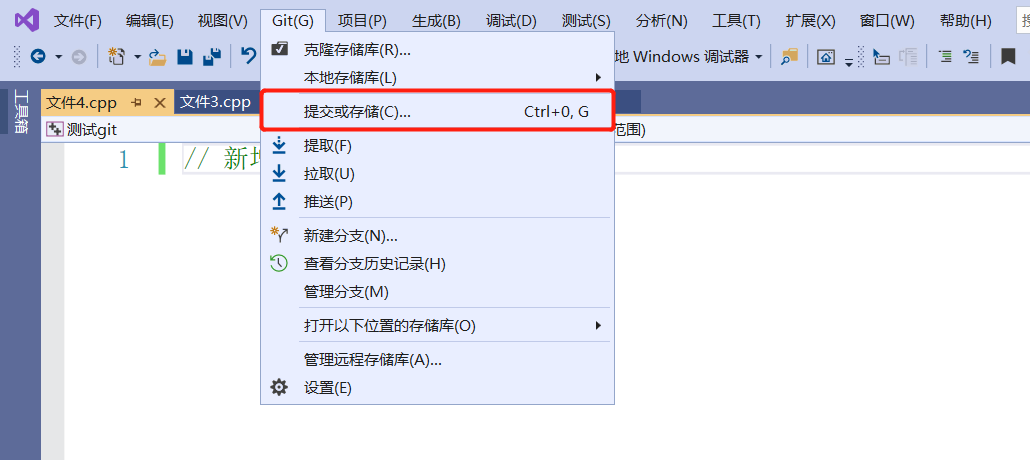 文件(F) 编辑(E) 视图(V) Git(G) 项目(P) 生成(B) 调试(D) 测试(S) 分析(N) 工具(T) 扩展(X) 窗口(W) 帮助(H)
Windows 调试器
工具箱
文件4.cpp 文件3.cpp
测试git
范围)
1 // 新
克隆存储库(R)...
本地存储库(L)
提交或存储(C)... Ctrl+0, G
提取(F)
拉取(U)
推送(P)
新建分支(N)...
查看分支历史记录(H)
管理分支(M)
打开以下位置的存储库(O)
管理远程存储库(A)...
设置(E)